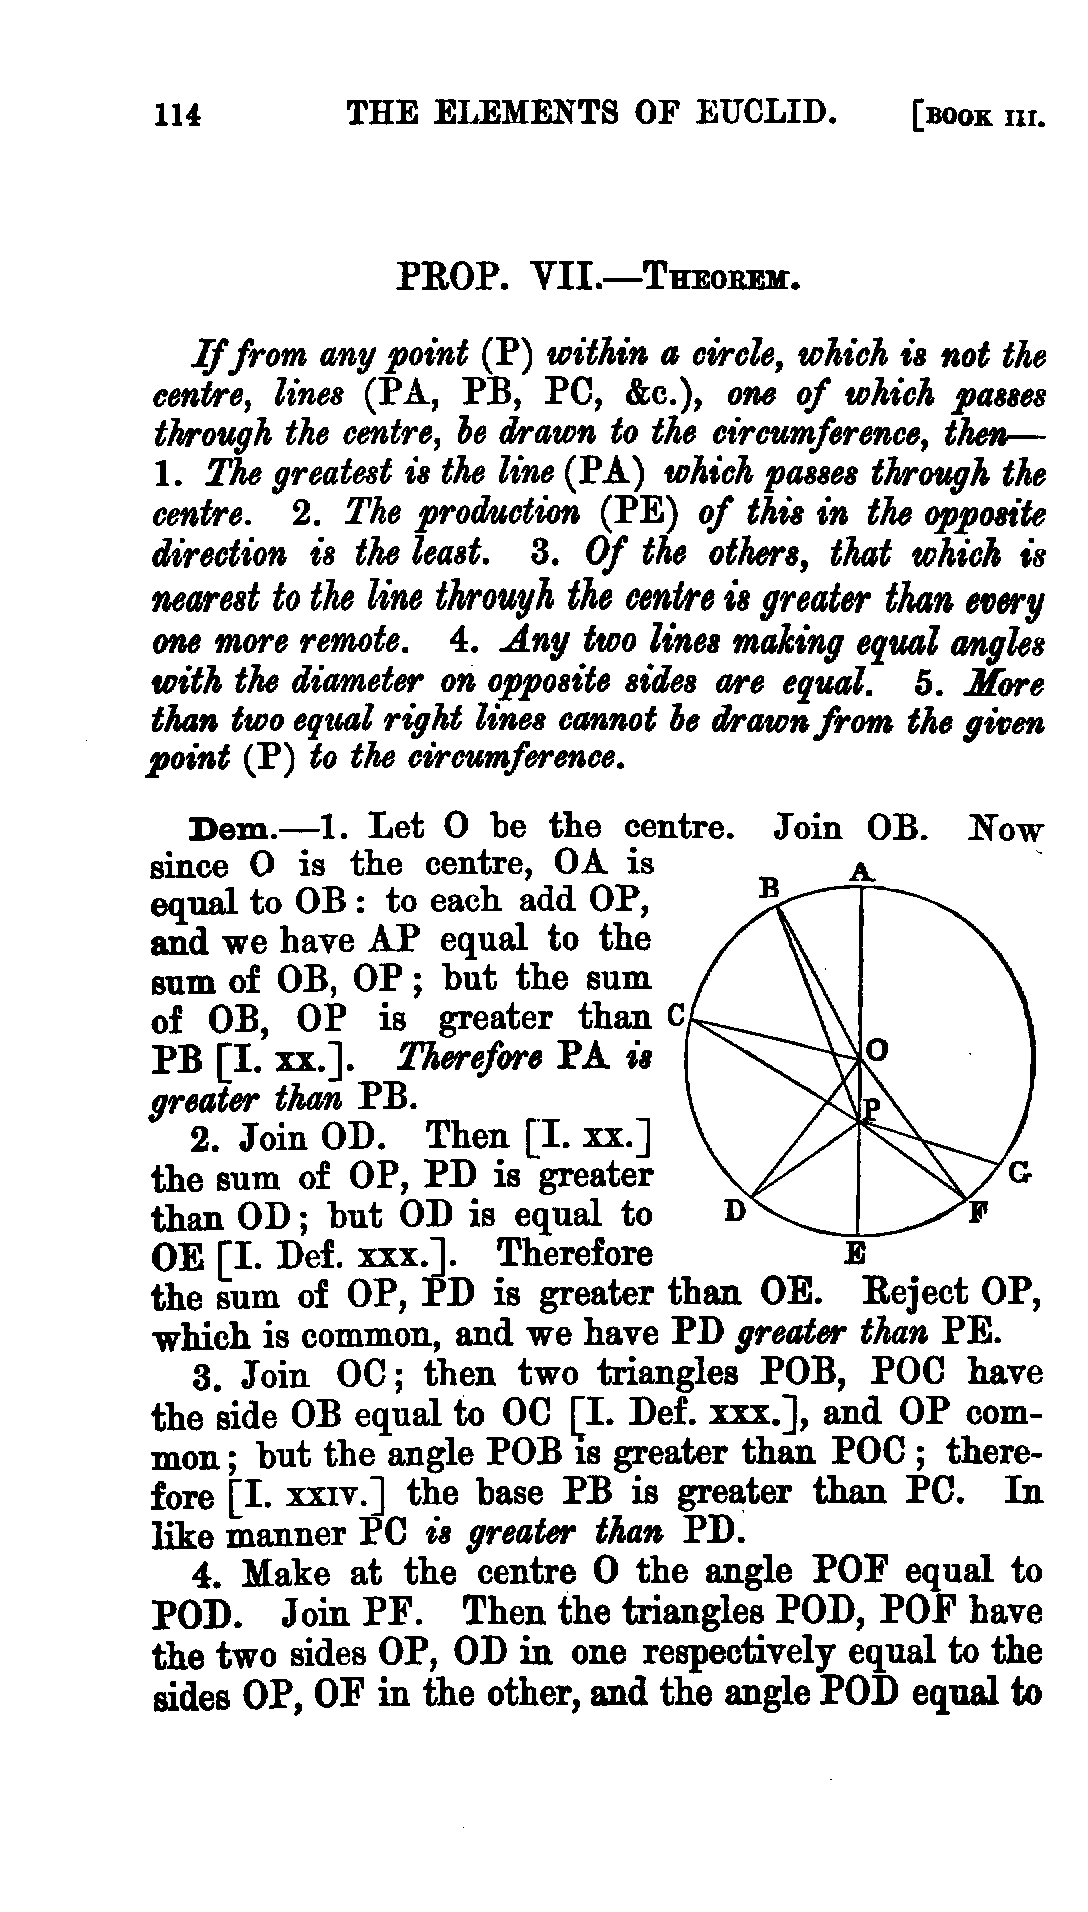 114 THE ELEMENTS OF EUCLID. [BOOK III.
PROP. VII.—THEOREM.
If from any point (P) within a circle, which is not the
centre, lines (PA, PB, PC, &c.), one of which passes
through the centre, be drawn to the circumference, then—
1. The greatest is the line (PA) which passes through the
centre. 2. The production (PE) of this in the opposite
direction is the least. 3. Of the others, that which is
nearest to the line through the centre is greater than every
one more remote. 4. Any two lines making equal angles
with the diameter on opposite sides are equal. 5. More
than two equal right lines cannot be drawn from the given
point (P) to the circumference.
Dem.—1. Let O be the centre. Join OB. Now
since O is the centre, OA is
equal to OB : to each add OP,
and we have AP equal to the
sum of OB, OP ; but the sum
of OB, OP is greater than
PB [I. XX.]. Therefore PA is
greater than PB.
2. Join OD. Then [I. XX.]
the sum of OP, PD is greater
than OD ; but OD is equal to
OE [I. Def. XXX.]. Therefore
the sum of OP, PD is greater than OE. Reject OP,
which is common, and we have PD greater than PE.
3. Join OC ; then two triangles POB, POC have
the side OB equal to OC [I. Def. XXX.], and OP com-
mon ; but the angle POB is greater than POC ; there-
fore [I. XXIV.] the base PB is greater than PC. In
like manner PC is greater than PD.
4. Make at the centre O the angle POF equal to
POD. Join PF. Then the triangles POD, POF have
the two sides OP, OD in one respectively equal to the
sides OP, OF in the other, and the angle POD equal to
A
B
C
O
P
G
D
F
E